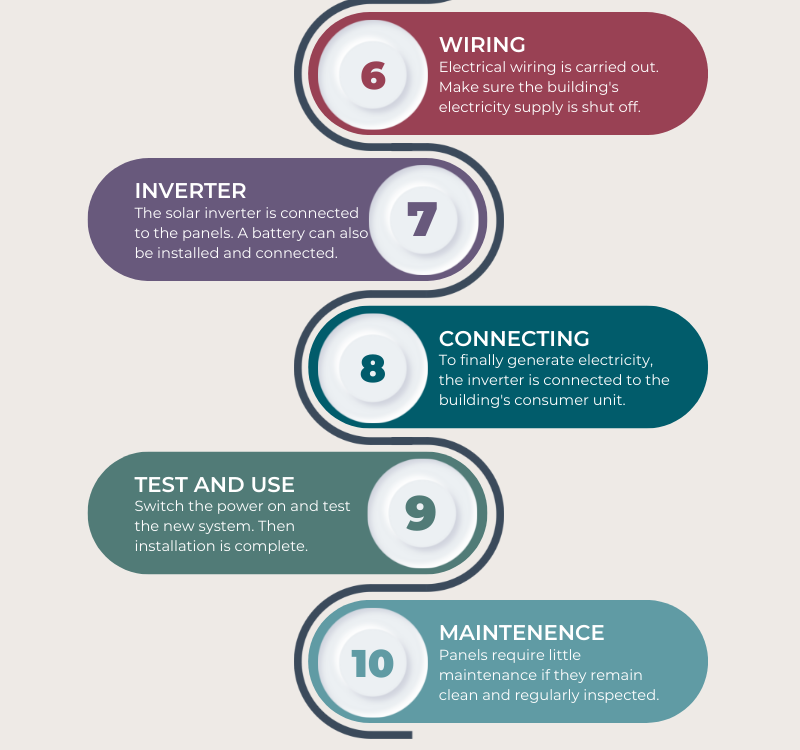 6
WIRING
Electrical wiring is carried out.
Make sure the building's
electricity supply is shut off.
7
INVERTER
The solar inverter is connected
to the panels. A battery can also
be installed and connected.
8
CONNECTING
To finally generate electricity,
the inverter is connected to the
building's consumer unit.
9
TEST AND USE
Switch the power on and test
the new system. Then
installation is complete.
10
MAINTENENCE
Panels require little
maintenance if they remain
clean and regularly inspected.